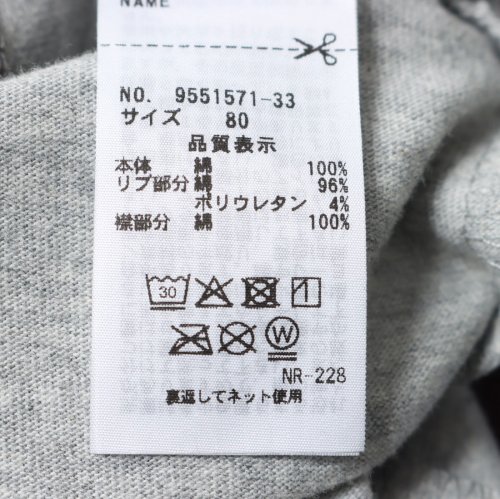 NAME
NO. 9551571-33
サイズ 80
品質表示
本体 綿 100%
リブ部分 綿 96%
ポリウレタン 4%
襟部分 綿 100%
30
W
NR-228
裏返してネット使用